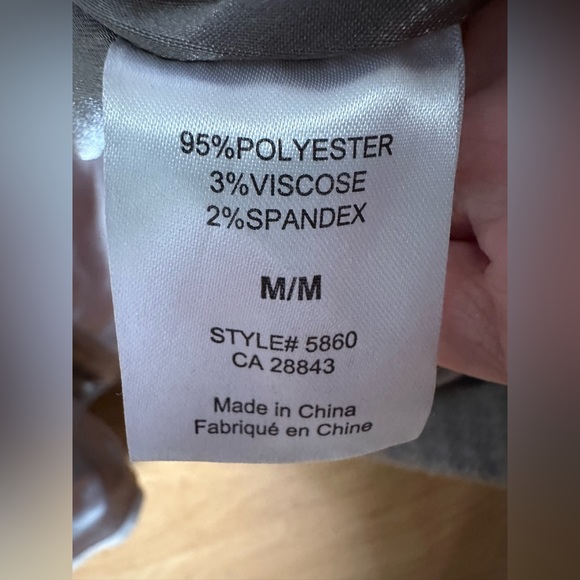 95%POLYESTER
3%VISCOSE
2%SPANDEX
M/M
STYLE# 5860
CA 28843
Made in China
Fabriqué en Chine